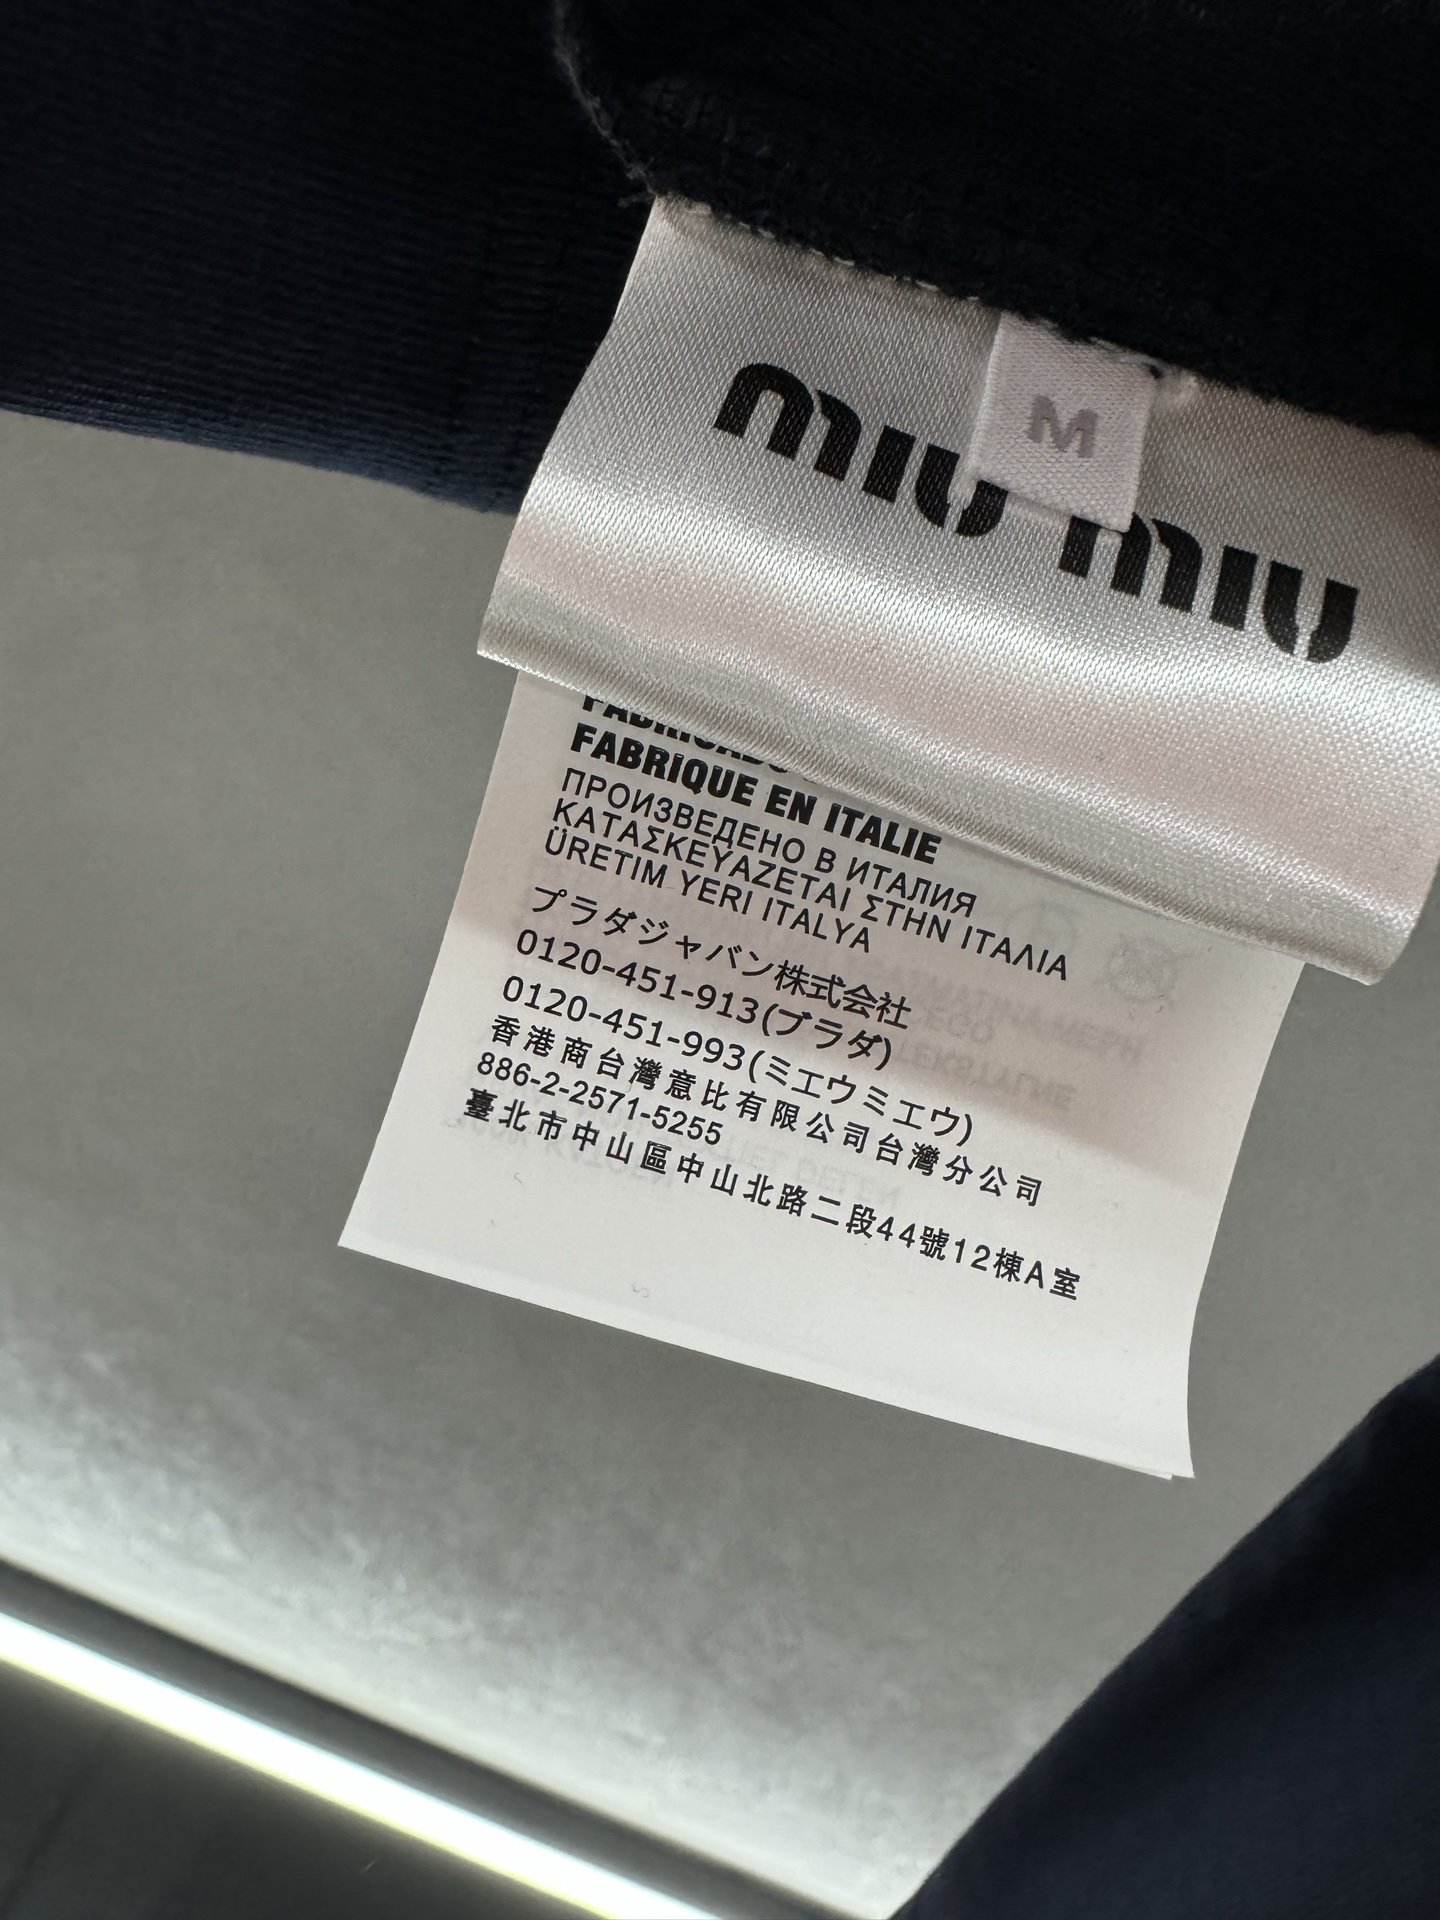 miu miu
M
FABRICADO
FABRIQUE EN ITALIE
ПРОИЗВЕДЕНО В ИТАЛИЯ
ΚΑΤΑΣΚΕΥΑΖΕΤΑΙ ΣΤΗΝ ΙΤΑΛΙΑ
ÜRETIM YERI ITALYA
プラダジャバン株式会社
0120-451-913(ブラダ)
0120-451-993(ミエウミエウ)
香港商台灣意比有限公司台灣分公司
886-2-2571-5255
臺北市中山區中山北路二段44號12棟A室